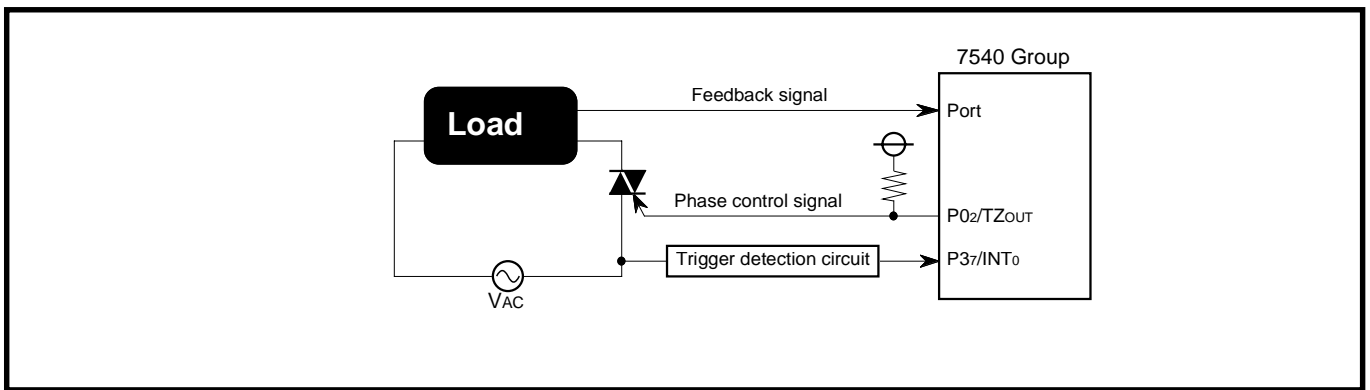 7540 Group
Feedback signal
Port
Load
Phase control signal
P02/TZOUT
Trigger detection circuit
P37/INT0
VAC